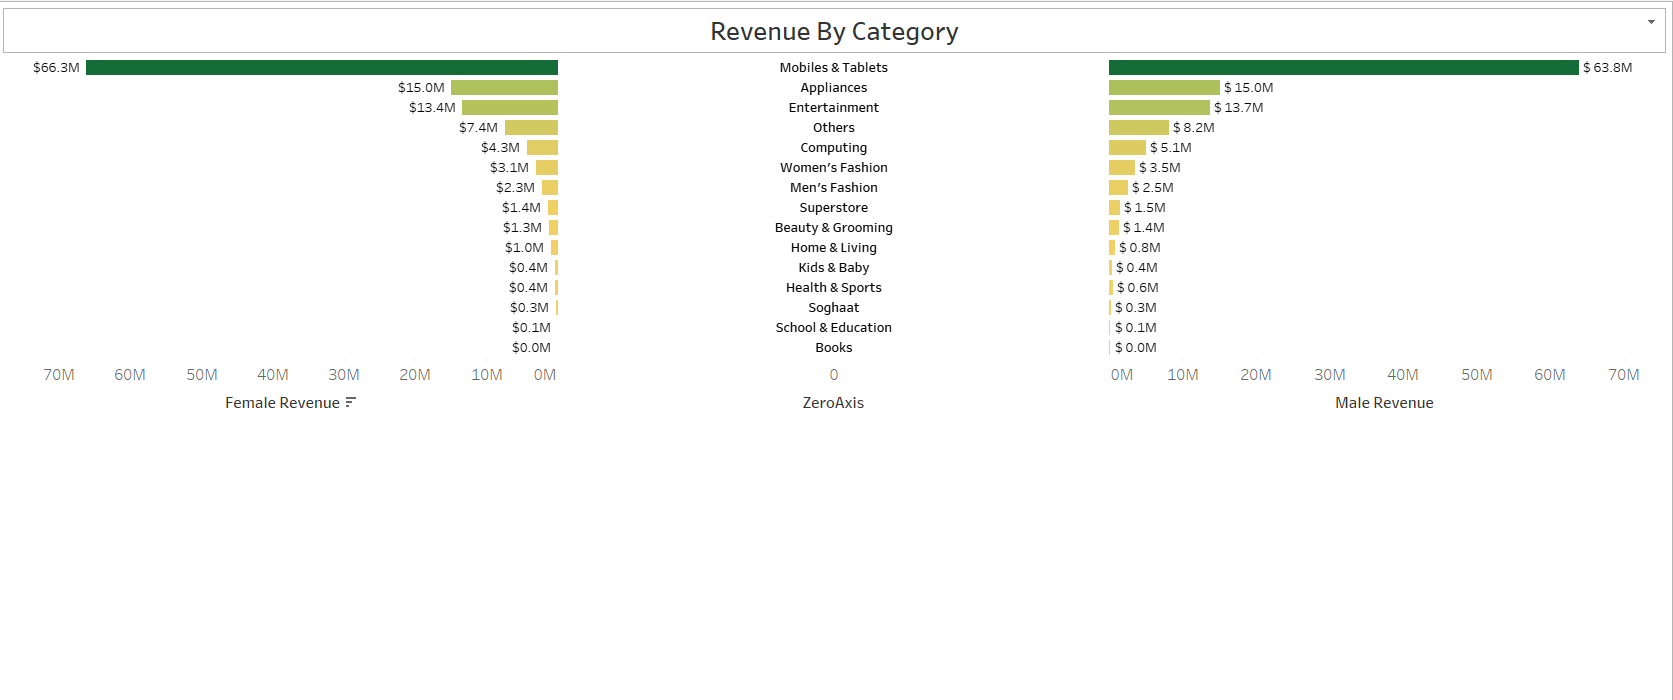 Revenue By Category
$66.3M Mobiles & Tablets $ 63.8M
$15.0M Appliances $ 15.0M
$13.4M Entertainment $ 13.7M
$7.4M Others $ 8.2M
$4.3M Computing $ 5.1M
$3.1M Women's Fashion $ 3.5M
$2.3M Men's Fashion $ 2.5M
$1.4M Superstore $ 1.5M
$1.3M Beauty & Grooming $ 1.4M
$1.0M Home & Living $ 0.8M
$0.4M Kids & Baby $ 0.4M
$0.4M Health & Sports $ 0.6M
$0.3M Soghaat $ 0.3M
$0.1M School & Education $ 0.1M
$0.0M Books $ 0.0M
70M 60M 50M 40M 30M 20M 10M 0M 0 0M 10M 20M 30M 40M 50M 60M 70M
Female Revenue ZeroAxis Male Revenue